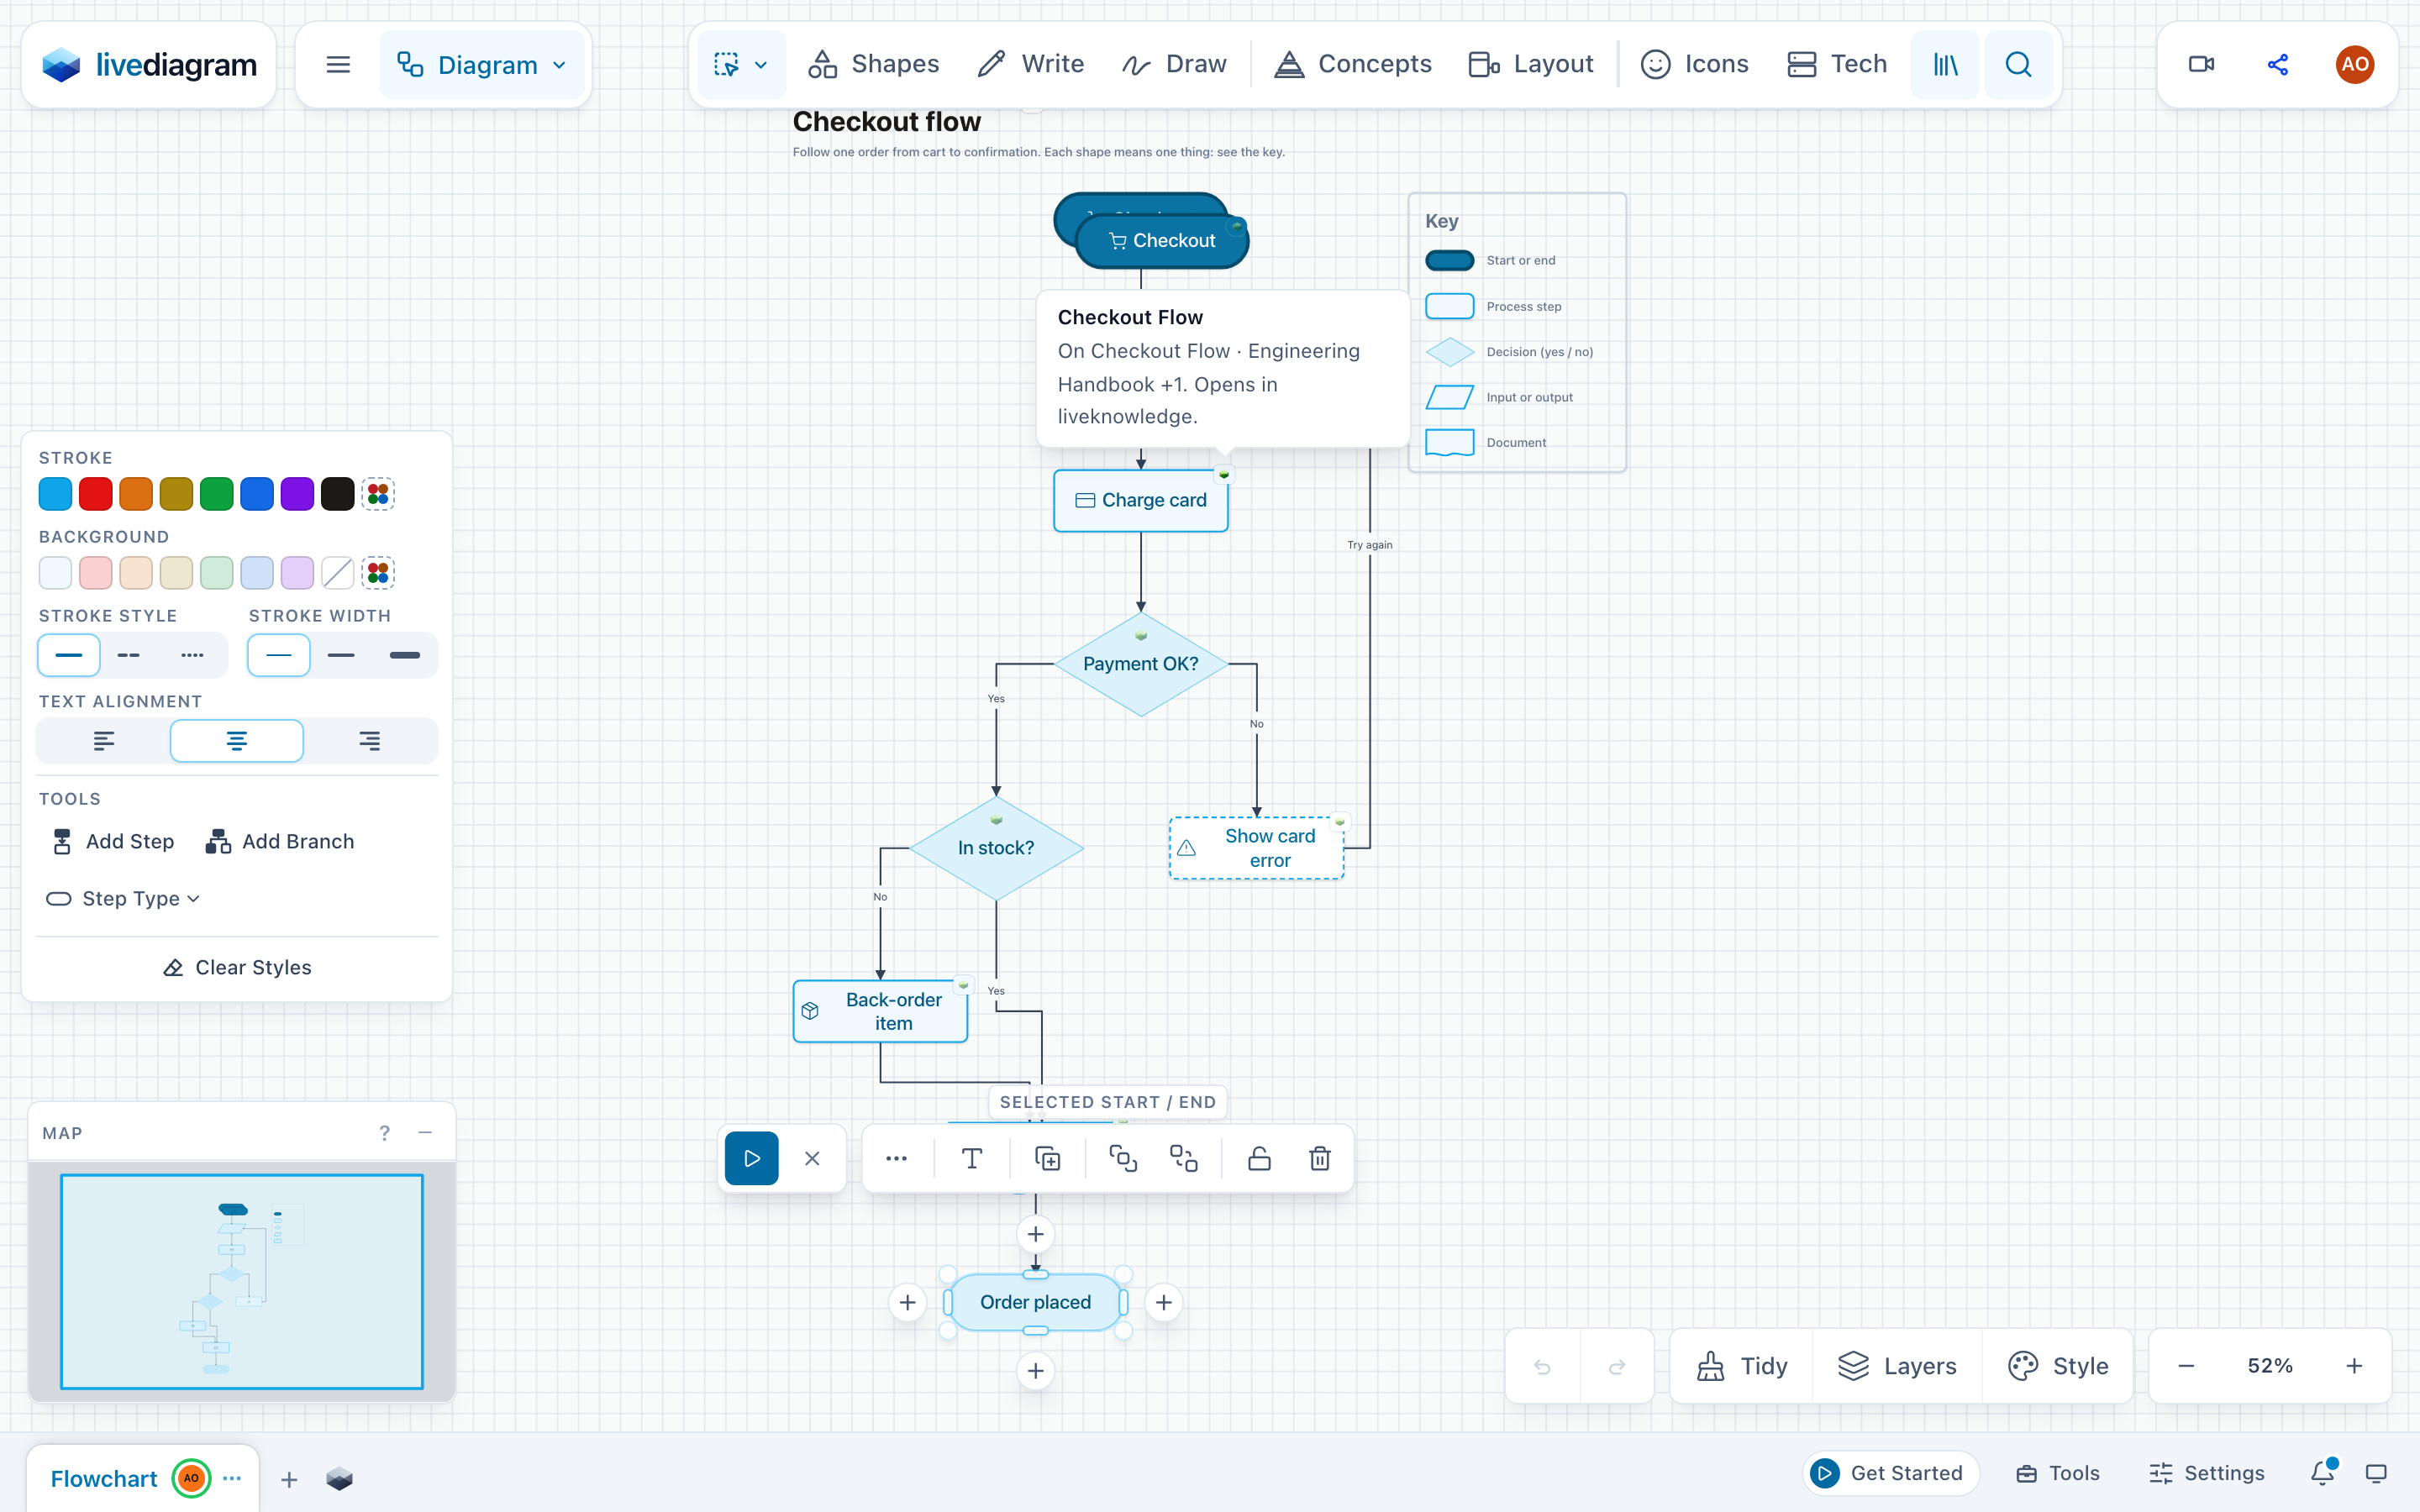 livediagram
Diagram
Shapes
Write
Draw
Concepts
Layout
Icons
Tech
AO
Checkout flow
Follow one order from cart to confirmation. Each shape means one thing: see the key.
Checkout
Key
Start or end
Process step
Decision (yes / no)
Input or output
Document
Checkout Flow
On Checkout Flow · Engineering
Handbook +1. Opens in
liveknowledge.
Charge card
Try again
Payment OK?
Yes
No
In stock?
Show card
error
No
Yes
Back-order
item
SELECTED START / END
Order placed
STROKE
BACKGROUND
STROKE STYLE
STROKE WIDTH
TEXT ALIGNMENT
TOOLS
Add Step
Add Branch
Step Type
Clear Styles
MAP
?
Tidy
Layers
Style
52%
Flowchart
AO
Get Started
Tools
Settings